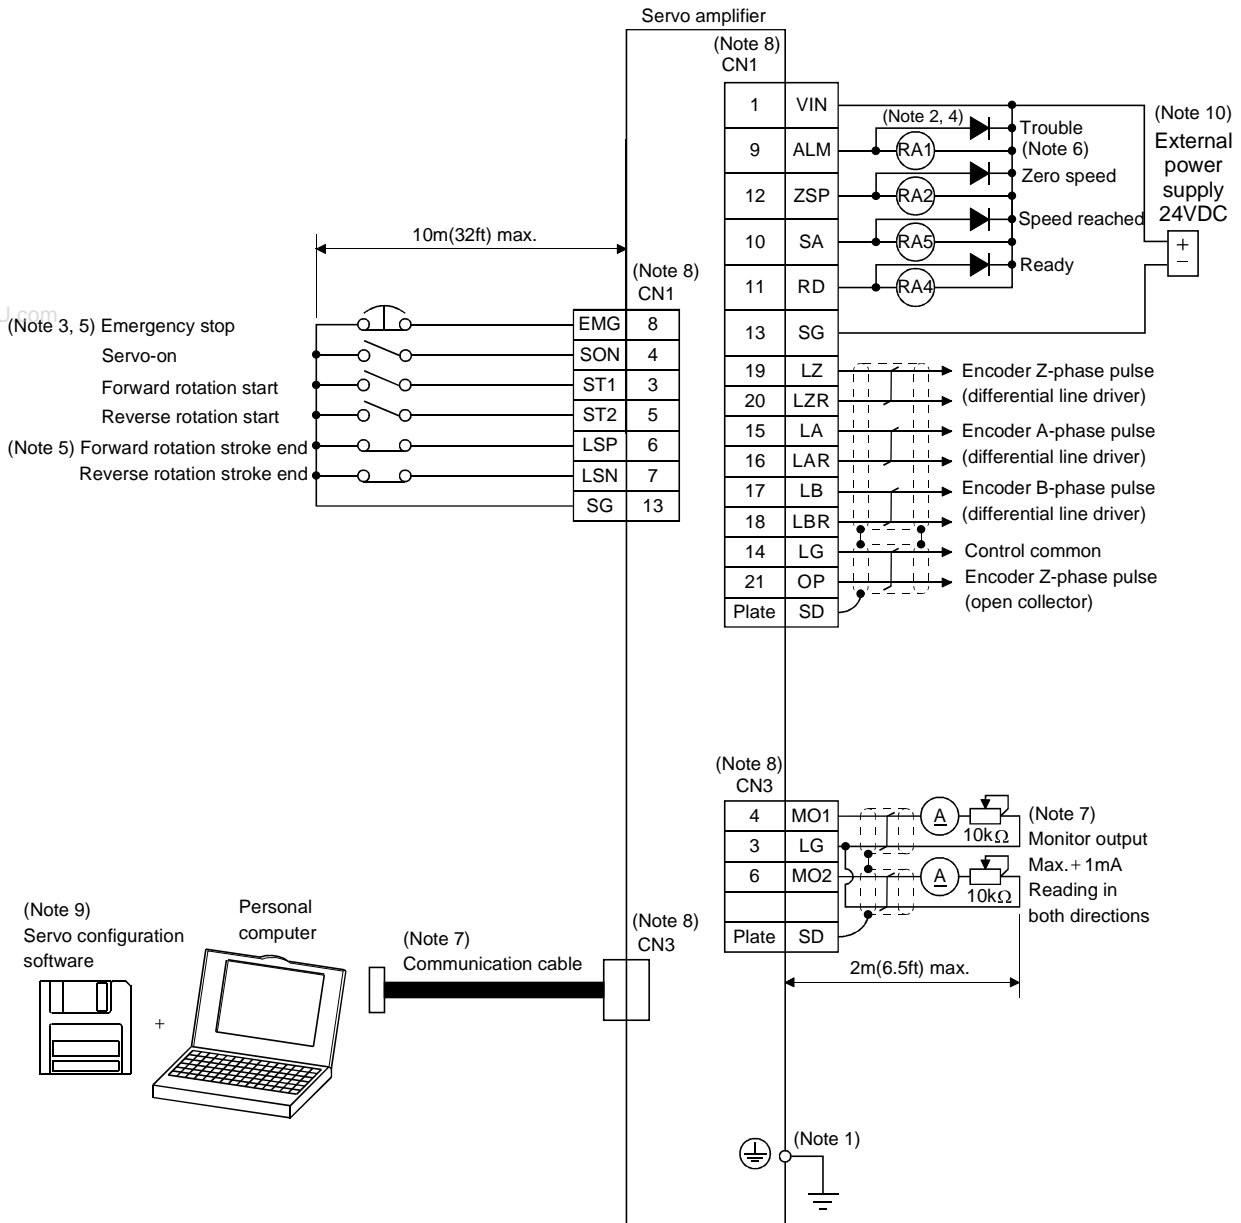 Servo amplifier
(Note 8)
CN1
1 VIN
9 ALM
12 ZSP
10 SA
11 RD
13 SG
19 LZ
20 LZR
15 LA
16 LAR
17 LB
18 LBR
14 LG
21 OP
Plate SD
(Note 2, 4)
RA1
RA2
RA5
RA4
Trouble
(Note 6)
Zero speed
Speed reached
Ready
(Note 10)
External
power
supply
24VDC
+
−
Encoder Z-phase pulse
(differential line driver)
Encoder A-phase pulse
(differential line driver)
Encoder B-phase pulse
(differential line driver)
Control common
Encoder Z-phase pulse
(open collector)
10m(32ft) max.
(Note 8)
CN1
J.com
(Note 3, 5) Emergency stop
Servo-on
Forward rotation start
Reverse rotation start
(Note 5) Forward rotation stroke end
Reverse rotation stroke end
EMG 8
SON 4
ST1 3
ST2 5
LSP 6
LSN 7
SG 13
(Note 8)
CN3
4 MO1
3 LG
6 MO2
Plate SD
A
10kΩ
A
10kΩ
(Note 7)
Monitor output
Max.+1mA
Reading in
both directions
2m(6.5ft) max.
(Note 9)
Servo configuration
software
+
Personal
computer
(Note 7)
Communication cable
(Note 8)
CN3
(Note 1)